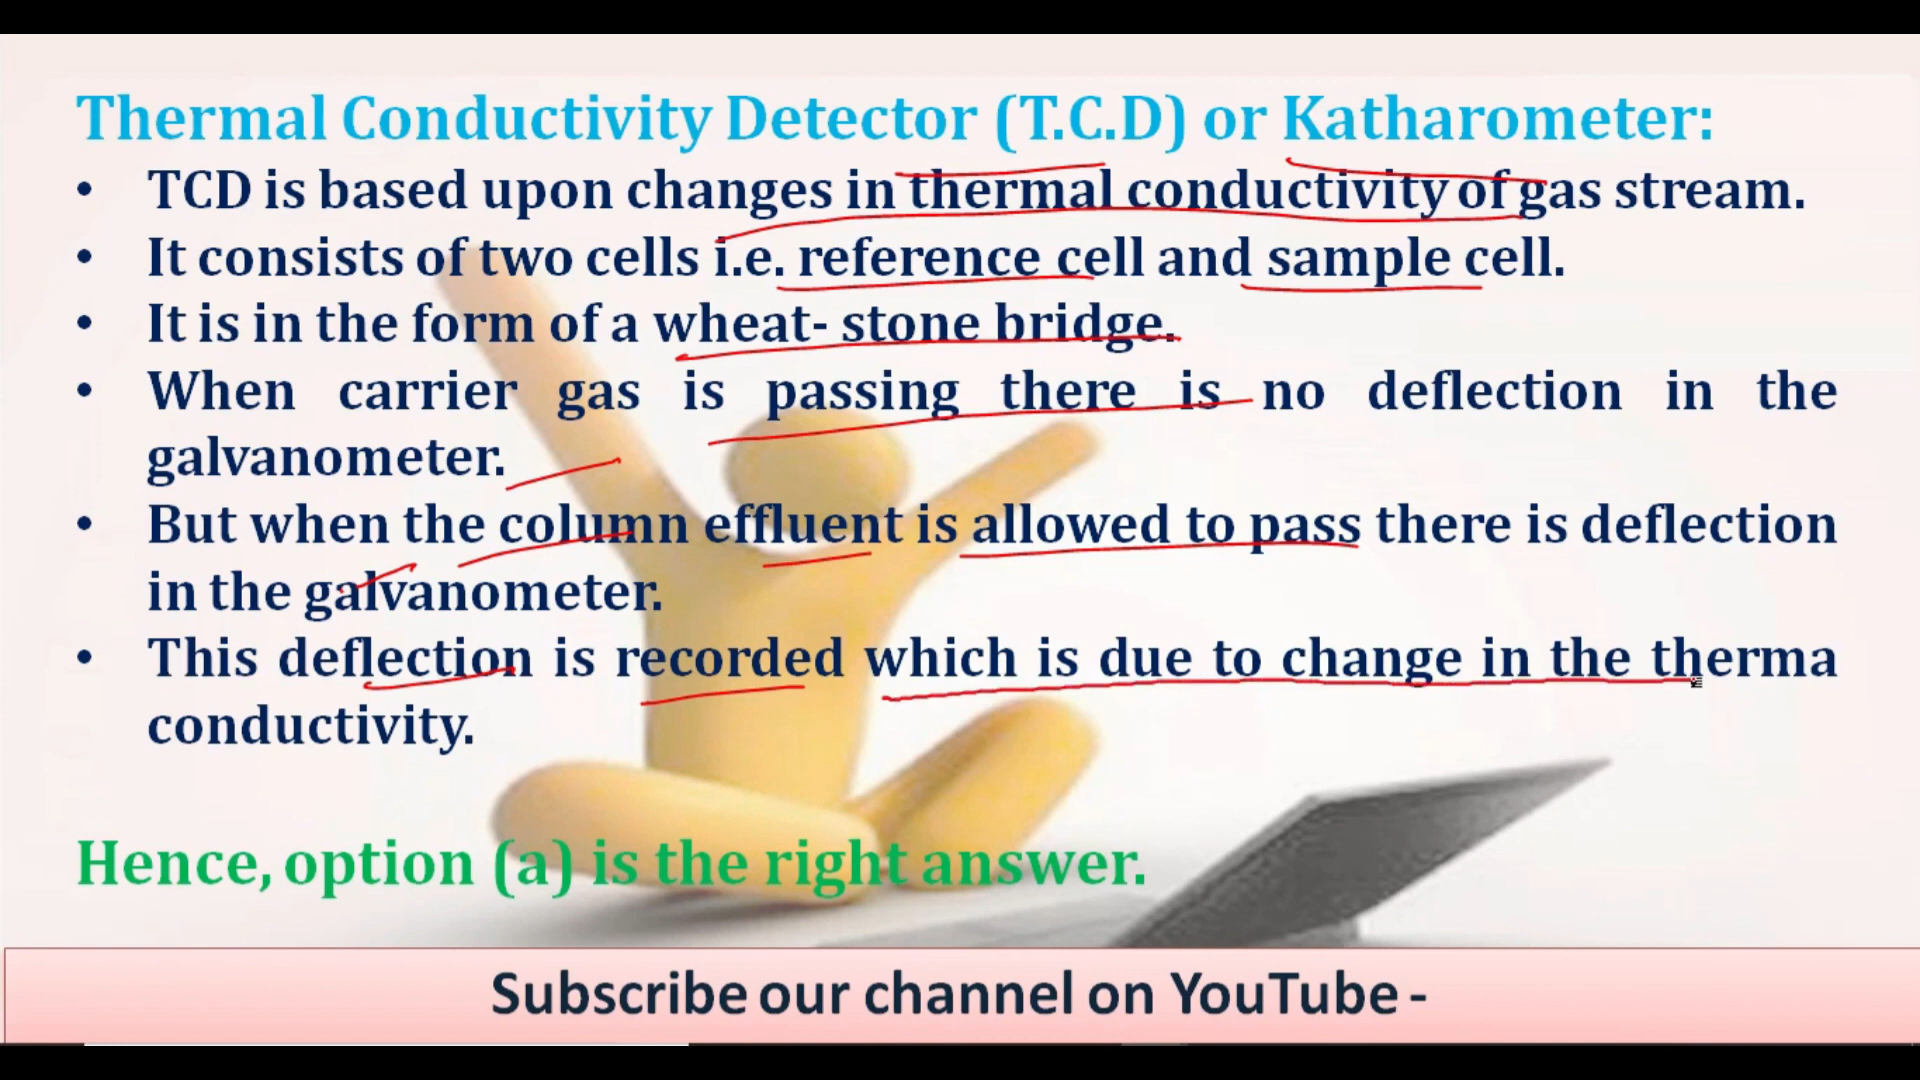 Thermal Conductivity Detector (T.C.D) or Katharometer:
• TCD is based upon changes in thermal conductivity of gas stream.
• It consists of two cells i.e. reference cell and sample cell.
• It is in the form of a wheat- stone bridge.
• When carrier gas is passing there is no deflection in the
galvanometer.
• But when the column effluent is allowed to pass there is deflection
in the galvanometer.
• This deflection is recorded which is due to change in the therma
conductivity.
Hence, option (a) is the right answer.
Subscribe our channel on YouTube -